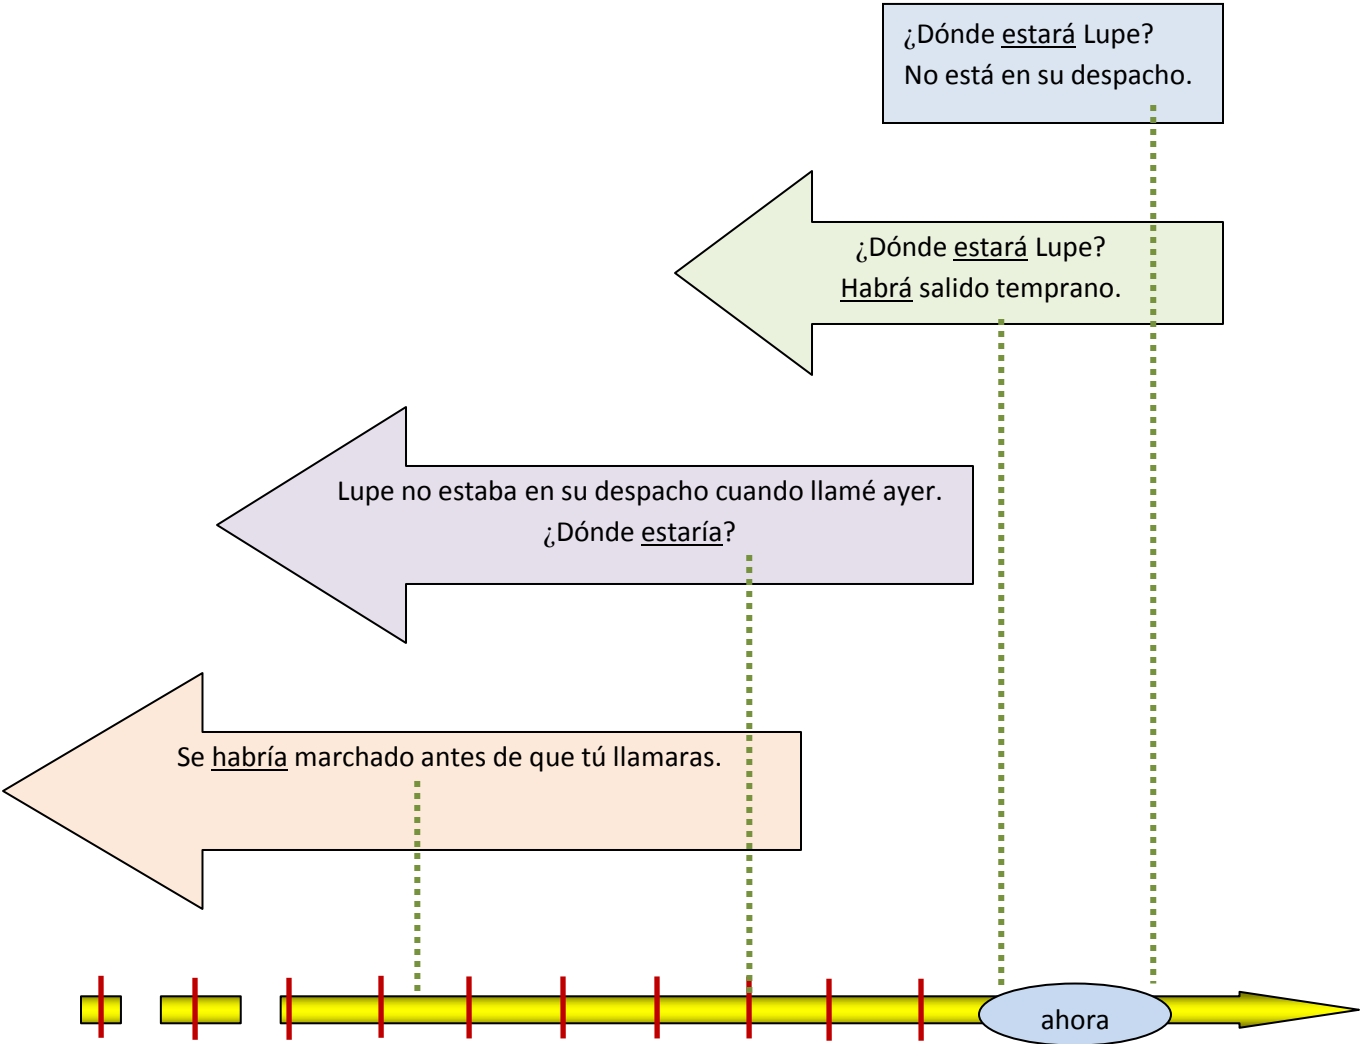 ¿Dónde estará Lupe?
No está en su despacho.
¿Dónde estará Lupe?
Habrá salido temprano.
Lupe no estaba en su despacho cuando llamé ayer.
¿Dónde estaría?
Se habría marchado antes de que tú llamaras.
ahora